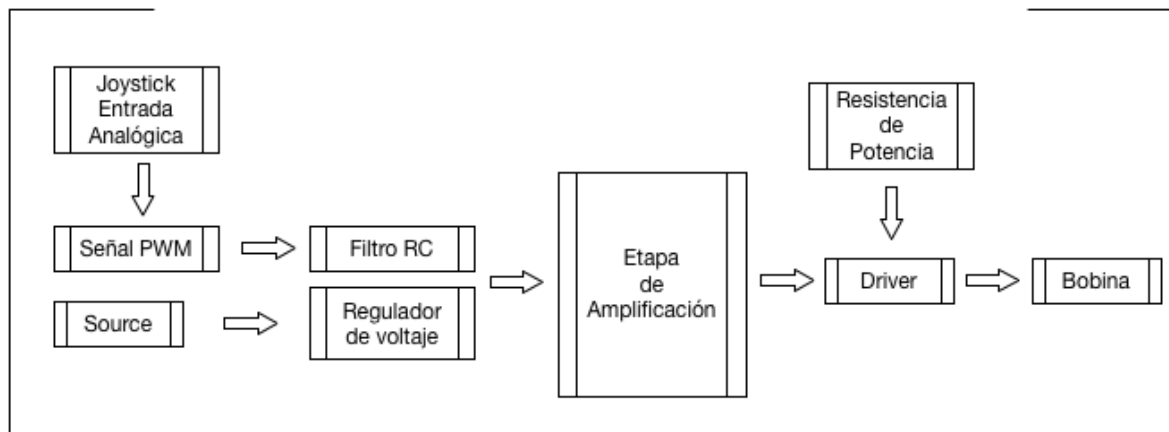 Joystick
Entrada
Analógica
Resistencia
de
Potencia
Señal PWM
Filtro RC
Etapa
de
Amplificación
Driver
Bobina
Source
Regulador
de voltaje